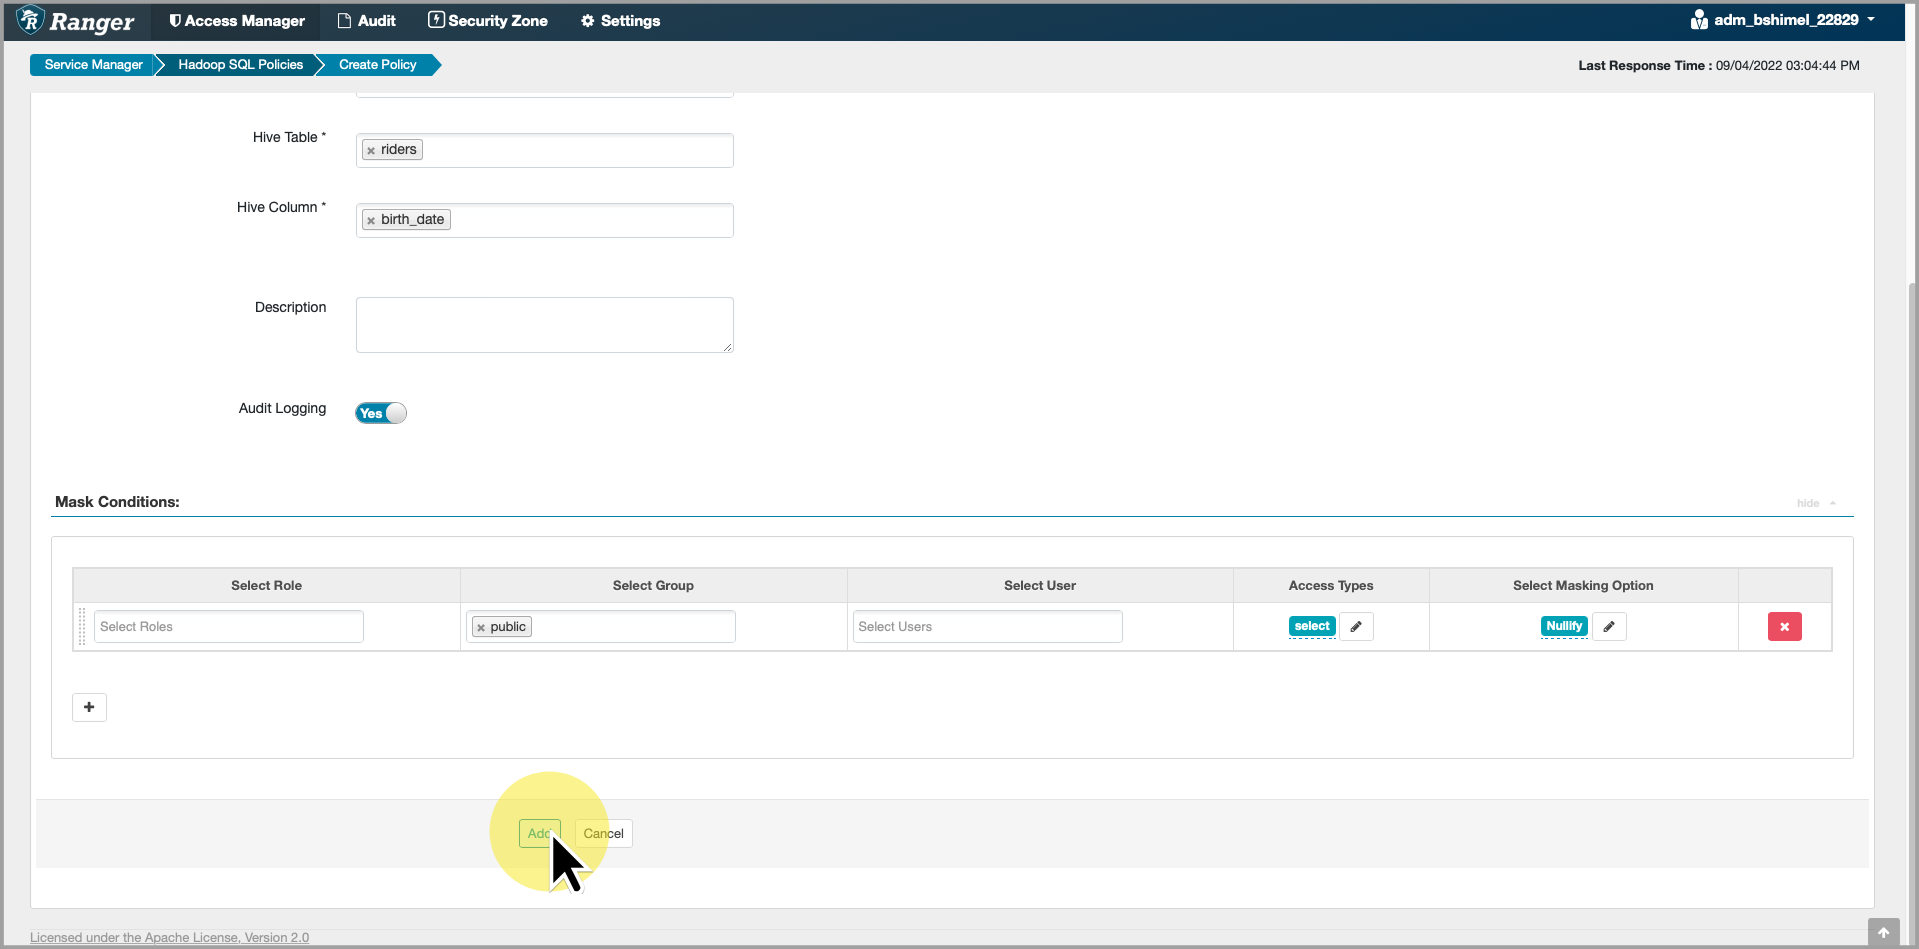 Ranger Access Manager Audit Security Zone Settings adm_bshimel_22829
Service Manager Hadoop SQL Policies Create Policy Last Response Time : 09/04/2022 03:04:44 PM
Hive Table * × riders
Hive Column * × birth_date
Description
Audit Logging Yes
Mask Conditions: hide
Select Role Select Group Select User Access Types Select Masking Option
Select Roles × public Select Users select Nullify ×
+
Add Cancel
Licensed under the Apache License, Version 2.0